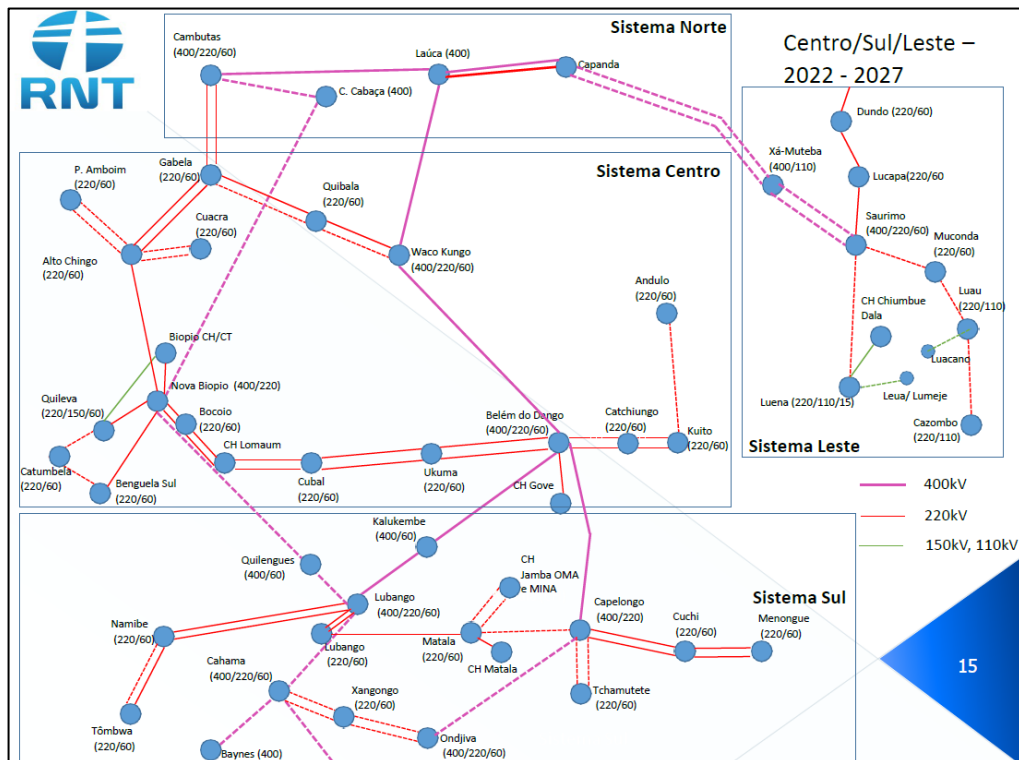 RNT
Sistema Norte
Cambutas
(400/220/60)
Laúca (400)
Capanda
C. Cabaça (400)
Centro/Sul/Leste –
2022 - 2027
Dundo (220/60)
Xá-Muteba
(400/110)
Lucapa(220/60
Saurimo
(400/220/60)
Muconda
(220/60)
Luau
(220/110)
CH Chiumbue
Dala
Luacano
Leua/ Lumeje
Luena (220/110/15)
Cazombo
(220/110)
Sistema Leste
Sistema Centro
P. Amboim
(220/60)
Gabela
(220/60)
Quibala
(220/60)
Cuacra
(220/60)
Alto Chingo
(220/60)
Waco Kungo
(400/220/60)
Andulo
(220/60)
Biopio CH/CT
Nova Biopio (400/220)
Quileva
(220/150/60)
Bocoio
(220/60)
CH Lomaum
Catumbela
(220/60)
Benguela Sul
(220/60)
Cubal
(220/60)
Ukuma
(220/60)
Belém do Dango
(400/220/60)
Catchiungo
(220/60)
Kuito
(220/60)
CH Gove
400kV
220kV
150kV, 110kV
Kalukembe
(400/60)
Quilengues
(400/60)
CH
Jamba OMA
e MINA
Sistema Sul
Lubango
(400/220/60)
Capelongo
(400/220)
Cuchi
(220/60)
Menongue
(220/60)
Namibe
(220/60)
Lubango
(220/60)
Matala
(220/60)
CH Matala
Cahama
(400/220/60)
Xangongo
(220/60)
Tchamutete
(220/60)
Tômbwa
(220/60)
Ondjiva
(400/220/60)
Baynes (400)
15